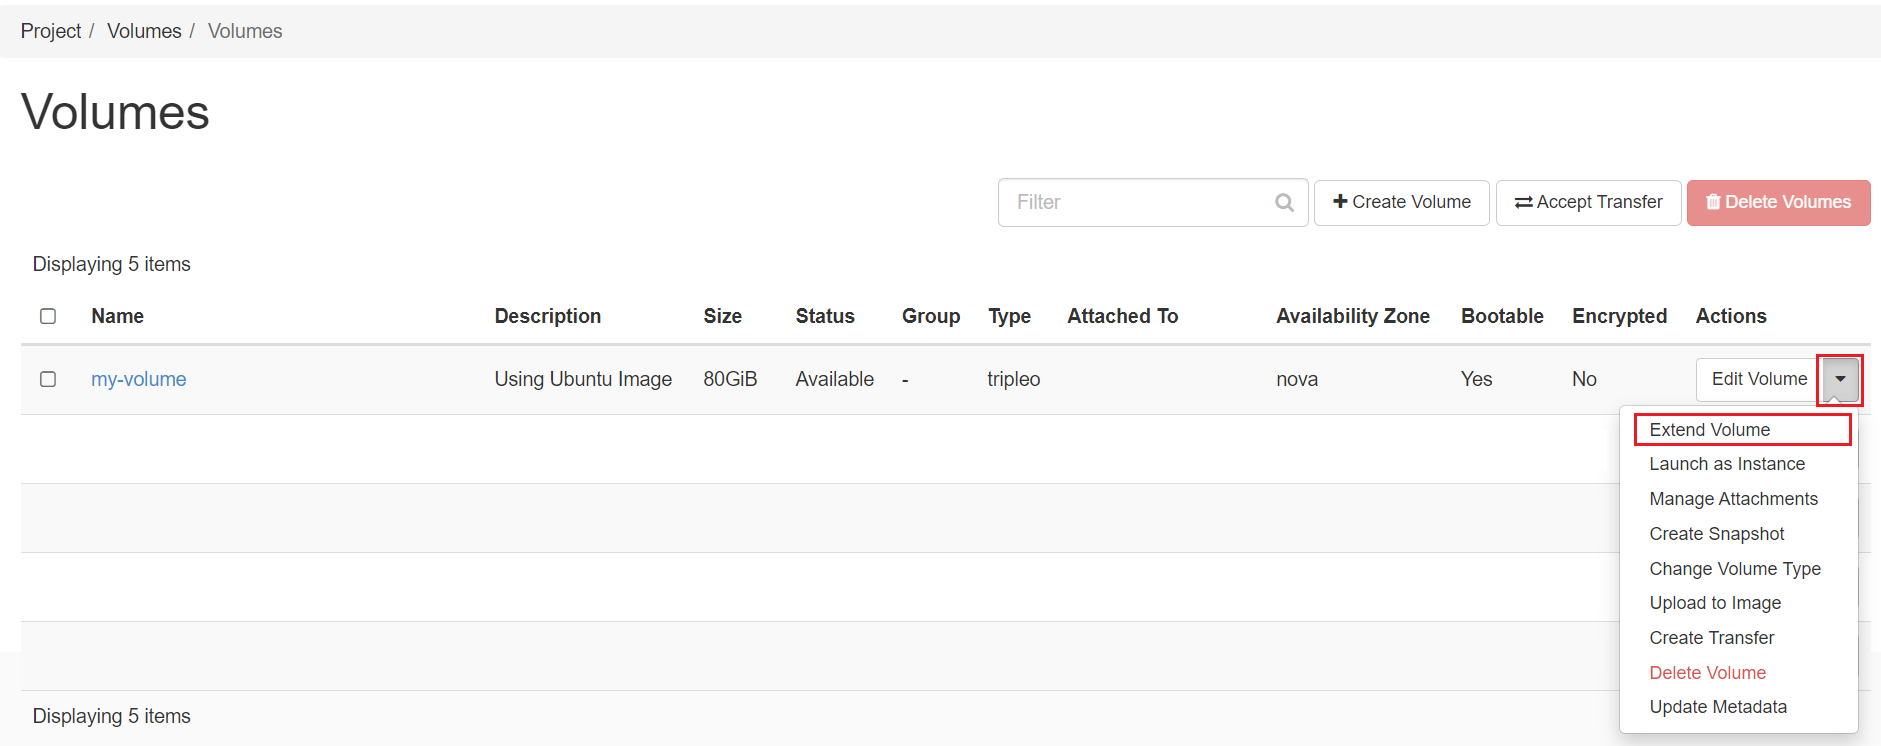 Project / Volumes / Volumes
Volumes
Filter Create Volume Accept Transfer Delete Volumes
Displaying 5 items
Name Description Size Status Group Type Attached To Availability Zone Bootable Encrypted Actions
my-volume Using Ubuntu Image 80GiB Available - tripleo nova Yes No Edit Volume
Extend Volume
Launch as Instance
Manage Attachments
Create Snapshot
Change Volume Type
Upload to Image
Create Transfer
Delete Volume
Update Metadata
Displaying 5 items